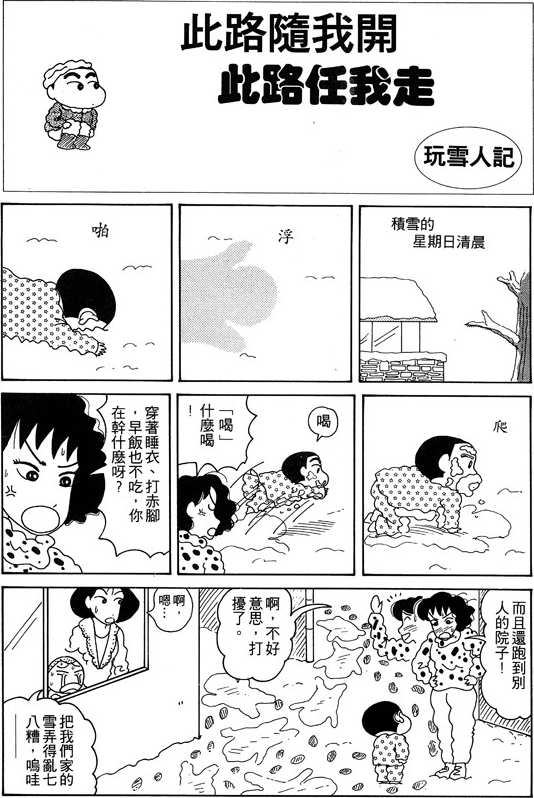 此路隨我開
此路任我走
玩雪人記
積雪的
星期日清晨
浮
啪
爬
喝
「喝」
什麼喝
！
穿著睡衣、打赤腳
，早飯也不吃，你
在幹什麼呀？
而且還跑到別
人的院子！
啊，不好
意思，打
擾了。
啊，
嗯…
把我們家的
雪弄得亂七
八糟，嗚哇